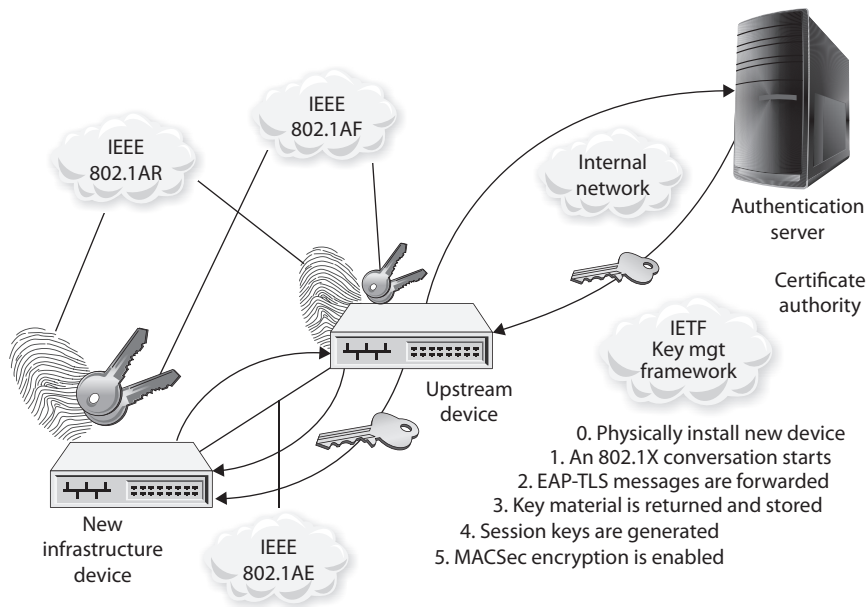 IEEE
802.1AF
IEEE
802.1AR
Internal
network
Authentication
server
Certificate
authority
IETF
Key mgt
framework
Upstream
device
0. Physically install new device
1. An 802.1X conversation starts
2. EAP-TLS messages are forwarded
3. Key material is returned and stored
4. Session keys are generated
5. MACSec encryption is enabled
New
infrastructure
device
IEEE
802.1AE